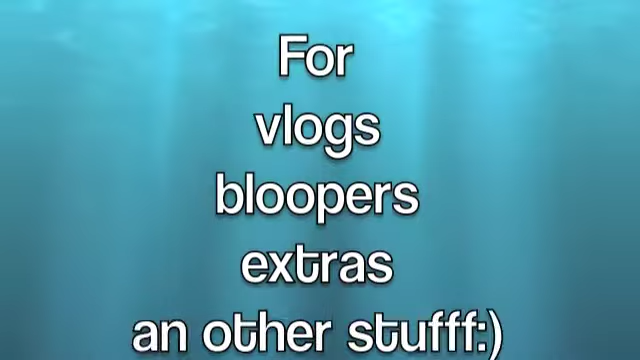 For
vlogs
bloopers
extras
an other stufff:)